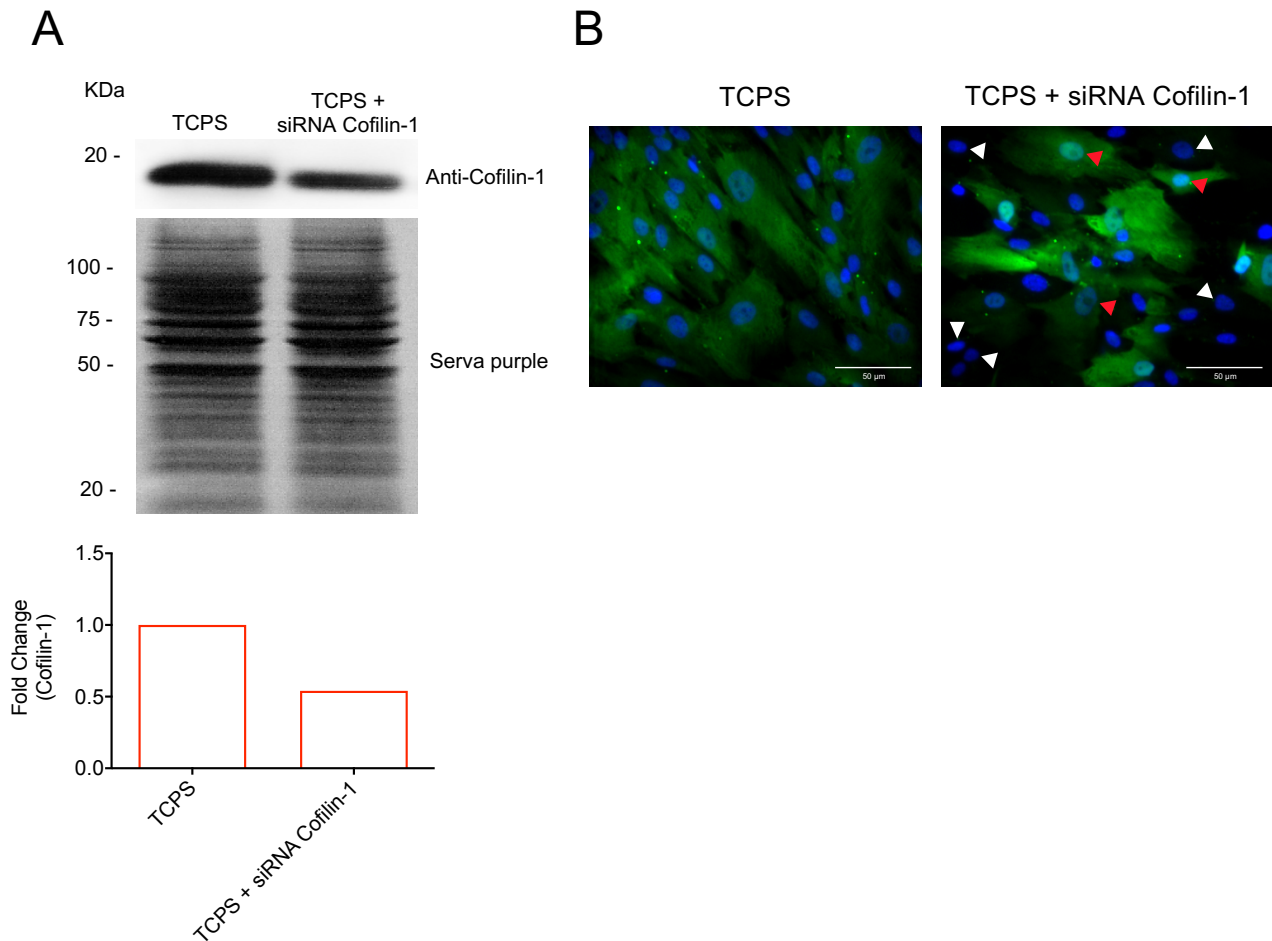 A
KDa
TCPS
TCPS +
siRNA Cofilin-1
20 -
Anti-Cofilin-1
100 -
75 -
50 -
20 -
Serva purple
1.5
1.0
0.5
0.0
Fold Change
(Cofilin-1)
TCPS
TCPS + siRNA Cofilin-1
B
TCPS
TCPS + siRNA Cofilin-1
50 µm
50 µm